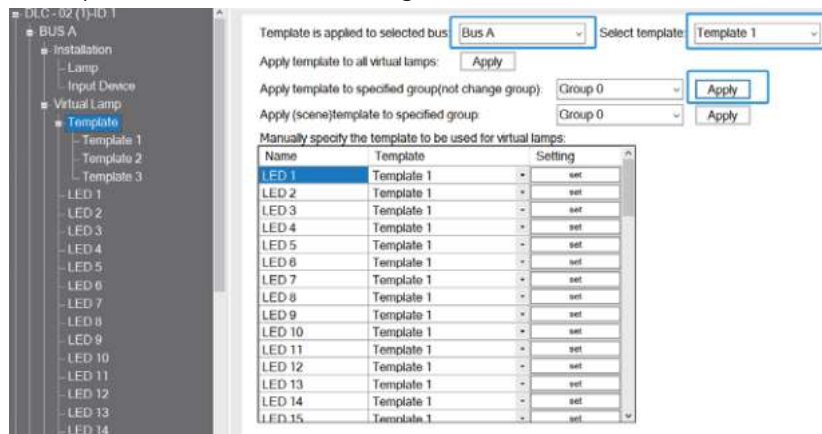 DLC - 02 (1)-ID 1
BUS A
Installation
Lamp
Input Device
Virtual Lamp
Template
Template 1
Template 2
Template 3
LED 1
LED 2
LED 3
LED 4
LED 5
LED 6
LED 7
LED 8
LED 9
LED 10
LED 11
LED 12
LED 13
LED 14
Template is applied to selected bus: Bus A Select template: Template 1
Apply template to all virtual lamps: Apply
Apply template to specified group(not change group): Group 0 Apply
Apply (scene)template to specified group: Group 0 Apply
Manually specify the template to be used for virtual lamps:
Name Template Setting
LED 1 Template 1 set
LED 2 Template 1 set
LED 3 Template 1 set
LED 4 Template 1 set
LED 5 Template 1 set
LED 6 Template 1 set
LED 7 Template 1 set
LED 8 Template 1 set
LED 9 Template 1 set
LED 10 Template 1 set
LED 11 Template 1 set
LED 12 Template 1 set
LED 13 Template 1 set
LED 14 Template 1 set
LED 15 Template 1 set